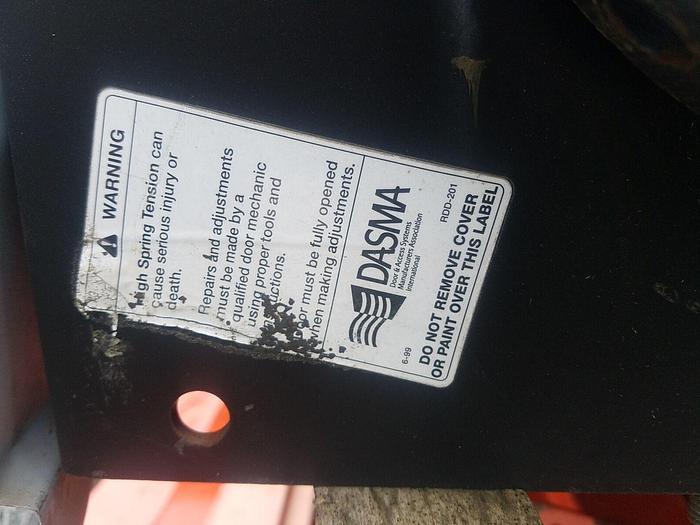 WARNING
High Spring Tension can
cause serious injury or
death.
Repairs and adjustments
must be made by a
qualified door mechanic
using proper tools and
instructions.
Door must be fully opened
when making adjustments.
DASMA
Door & Access Systems
Manufacturers Association
International
6-99
RDD-201
DO NOT REMOVE COVER
OR PAINT OVER THIS LABEL